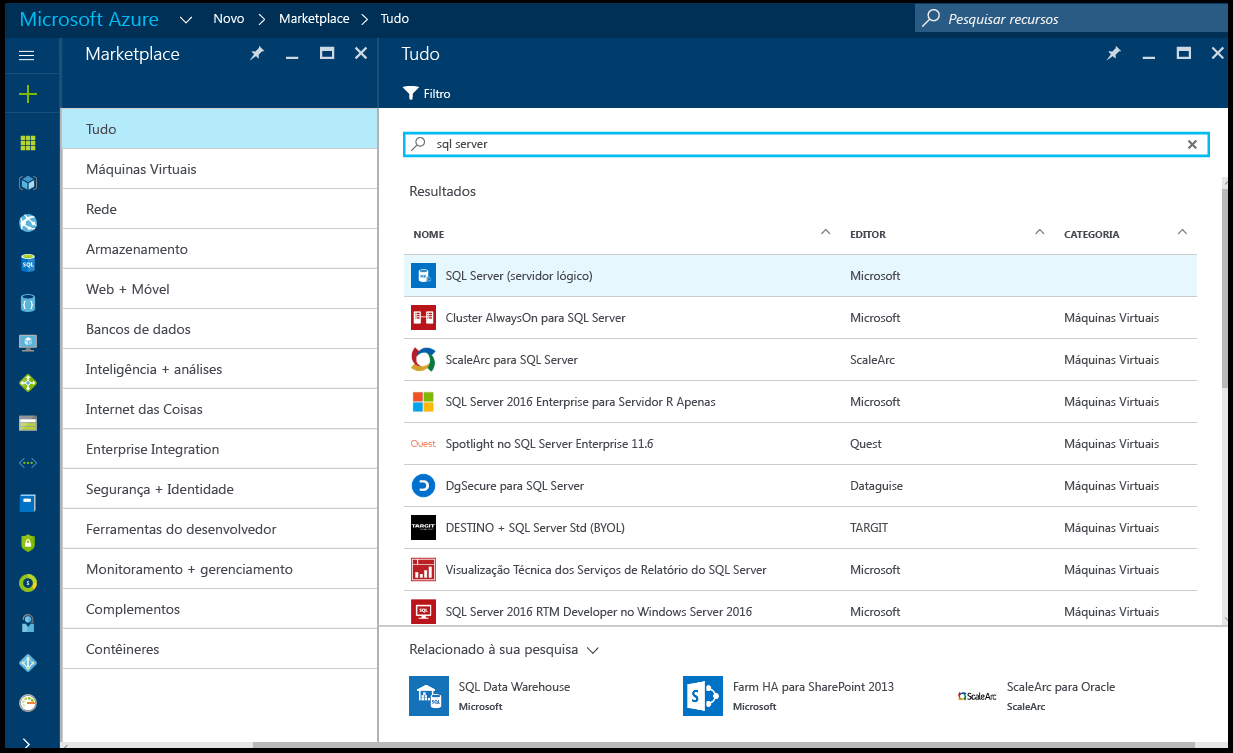 Microsoft Azure Novo Marketplace Tudo Pesquisar recursos
Marketplace
Tudo
Filtro
Tudo
Máquinas Virtuais
Rede
Armazenamento
Web + Móvel
Bancos de dados
Inteligência + análises
Internet das Coisas
Enterprise Integration
Segurança + Identidade
Ferramentas do desenvolvedor
Monitoramento + gerenciamento
Complementos
Contêineres
sql server
Resultados
NOME EDITOR CATEGORIA
SQL Server (servidor lógico) Microsoft
Cluster AlwaysOn para SQL Server Microsoft Máquinas Virtuais
ScaleArc para SQL Server ScaleArc Máquinas Virtuais
SQL Server 2016 Enterprise para Servidor R Apenas Microsoft Máquinas Virtuais
Quest Spotlight no SQL Server Enterprise 11.6 Quest Máquinas Virtuais
DgSecure para SQL Server Dataguise Máquinas Virtuais
TARGIT DESTINO + SQL Server Std (BYOL) TARGIT Máquinas Virtuais
Visualização Técnica dos Serviços de Relatório do SQL Server Microsoft Máquinas Virtuais
SQL Server 2016 RTM Developer no Windows Server 2016 Microsoft Máquinas Virtuais
Relacionado à sua pesquisa
SQL Data Warehouse
Microsoft
Farm HA para SharePoint 2013
Microsoft
ScaleArc
ScaleArc para Oracle
ScaleArc